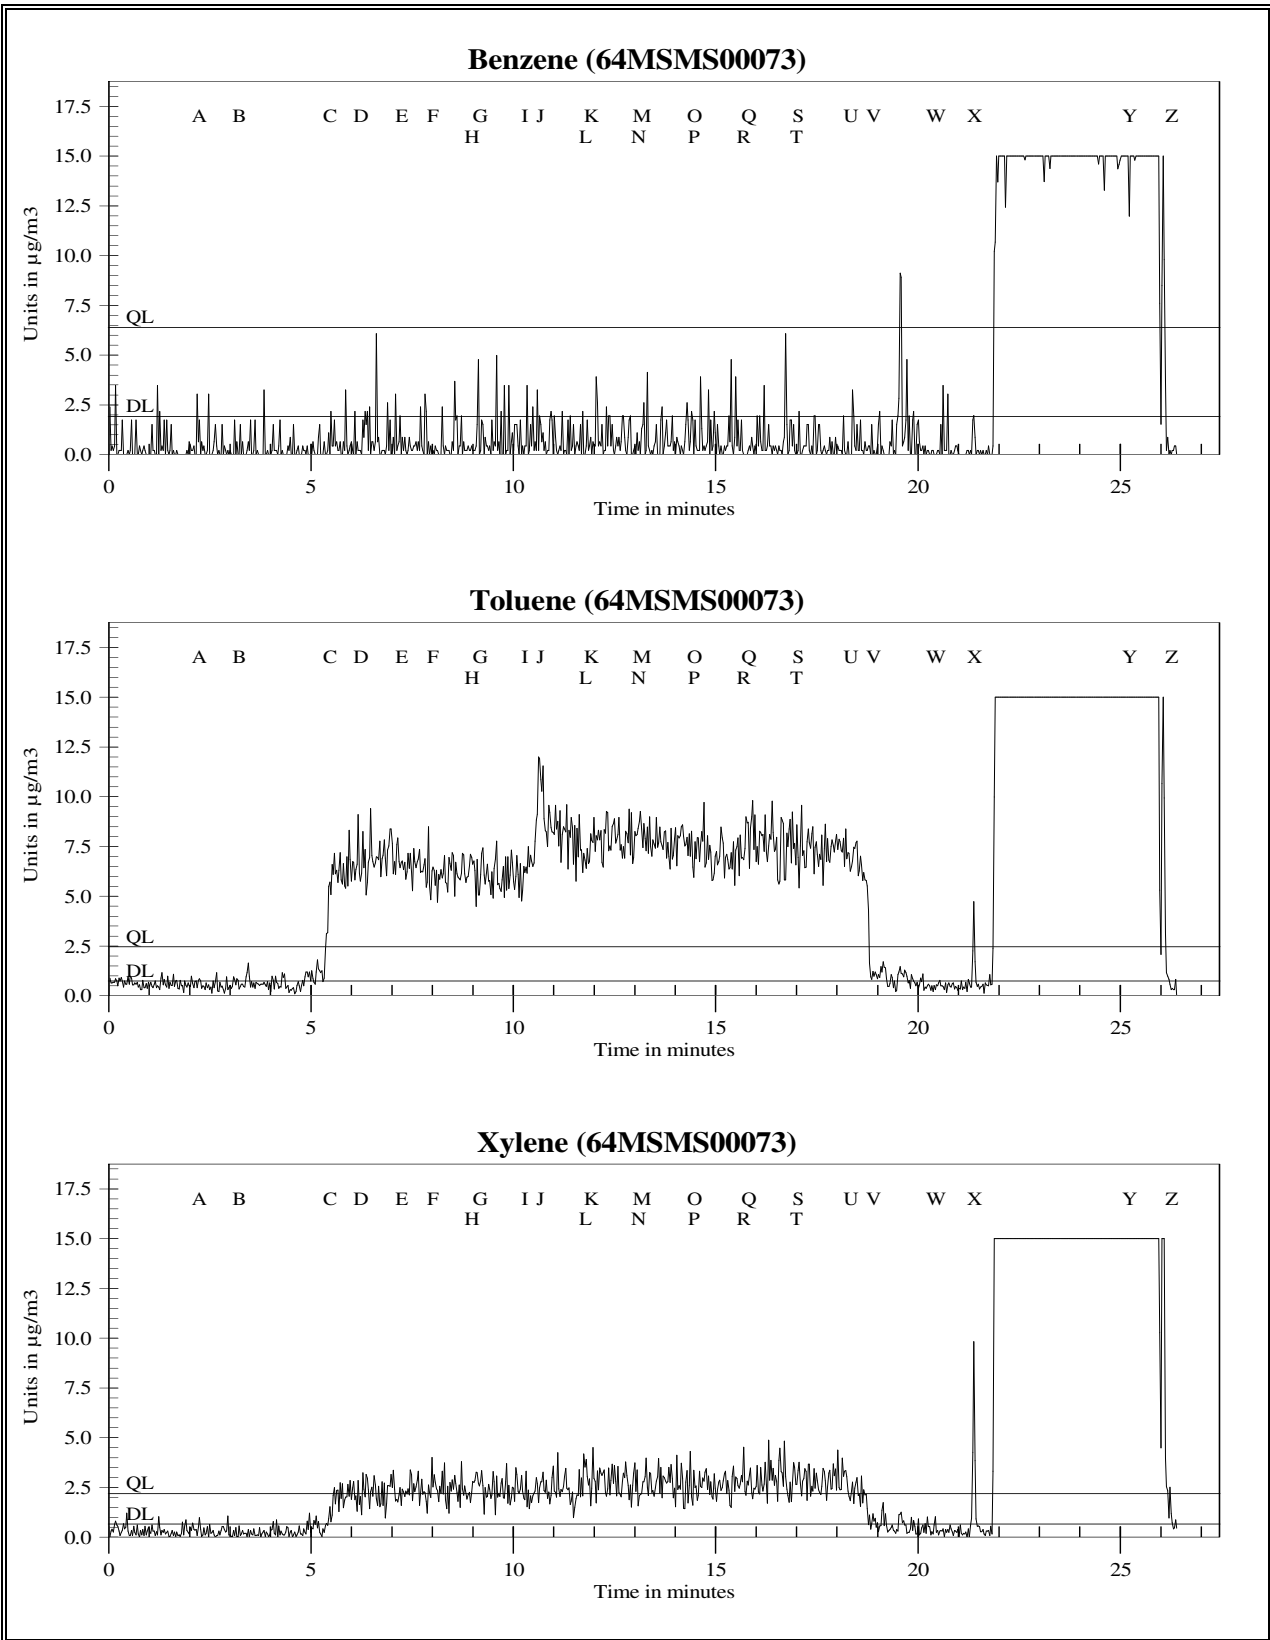 Benzene (64MSMS00073)
17.5
A B C D E F G I J K M O Q S U V W X Y Z
H L N P R T
15.0
12.5
10.0
7.5
QL
5.0
DL
2.5
0.0
Units in µg/m3
0 5 10 15 20 25
Time in minutes
Toluene (64MSMS00073)
17.5
A B C D E F G I J K M O Q S U V W X Y Z
H L N P R T
15.0
12.5
10.0
7.5
5.0
QL
2.5
DL
0.0
Units in µg/m3
0 5 10 15 20 25
Time in minutes
Xylene (64MSMS00073)
17.5
A B C D E F G I J K M O Q S U V W X Y Z
H L N P R T
15.0
12.5
10.0
7.5
5.0
QL
2.5
DL
0.0
Units in µg/m3
0 5 10 15 20 25
Time in minutes